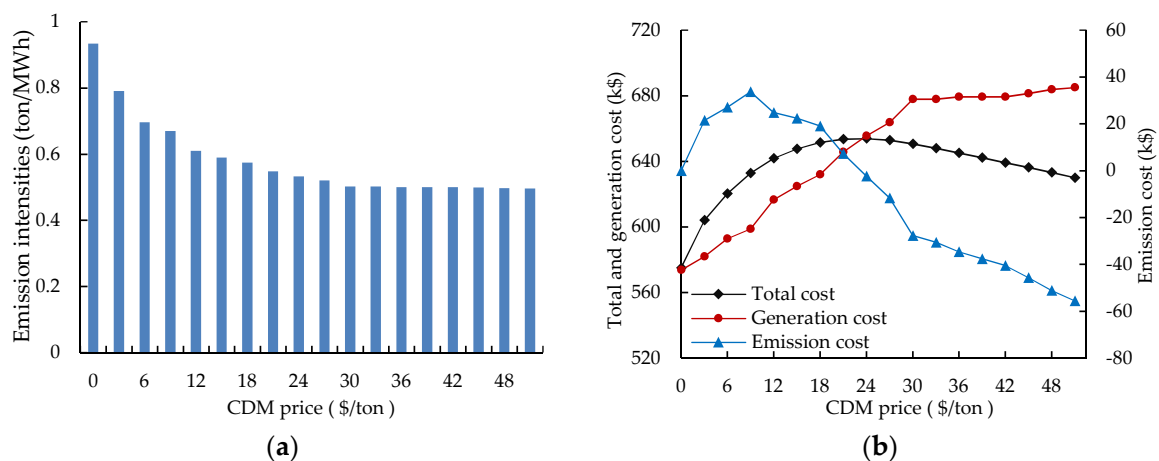 Emission intensities (ton/MWh)
1
0.8
0.6
0.4
0.2
0
0 6 12 18 24 30 36 42 48
CDM price ( $/ton )
(a)
Total and generation cost (k$)
720
680
640
600
560
520
Total cost
Generation cost
Emission cost
60
40
20
0
-20
-40
-60
-80
Emission cost (k$)
0 6 12 18 24 30 36 42 48
CDM price ( $/ton )
(b)